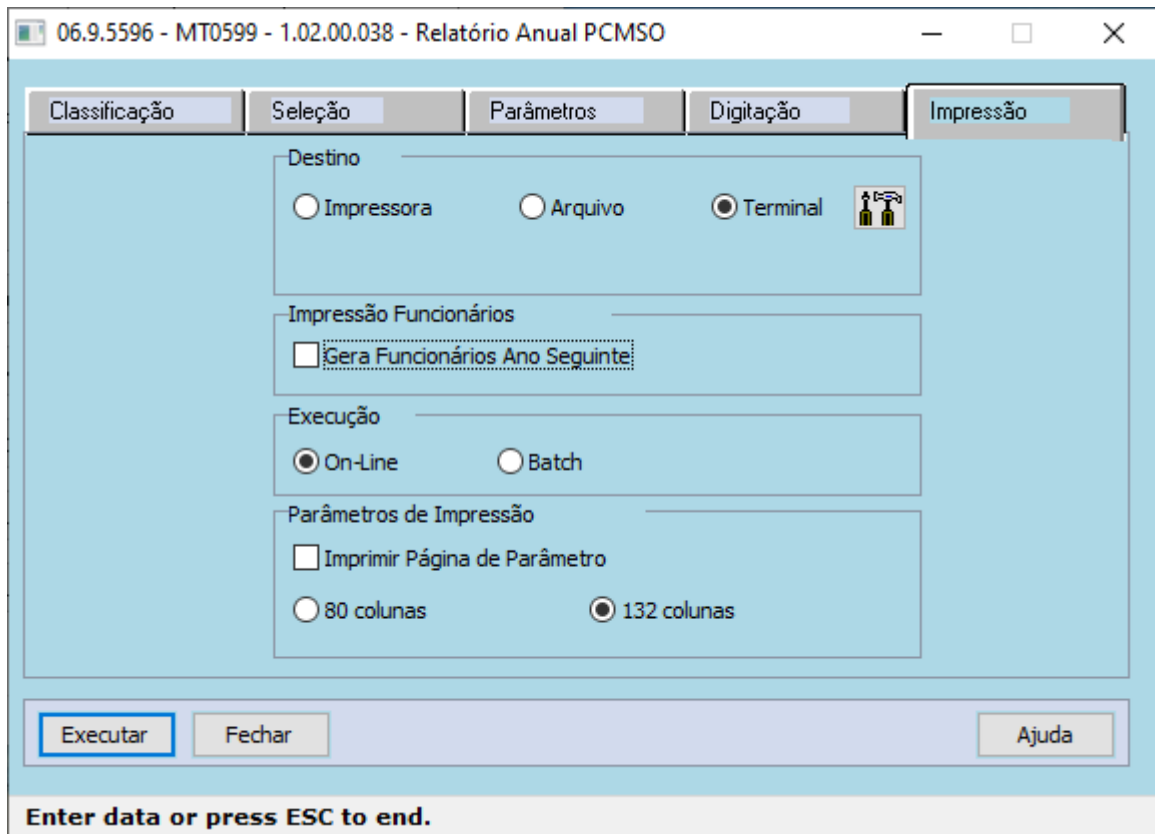 06.9.5596 - MT0599 - 1.02.00.038 - Relatório Anual PCMSO
Classificação Seleção Parâmetros Digitação Impressão
Destino
Impressora Arquivo Terminal
Impressão Funcionários
Gera Funcionários Ano Seguinte
Execução
On-Line Batch
Parâmetros de Impressão
Imprimir Página de Parâmetro
80 colunas 132 colunas
Executar Fechar Ajuda
Enter data or press ESC to end.